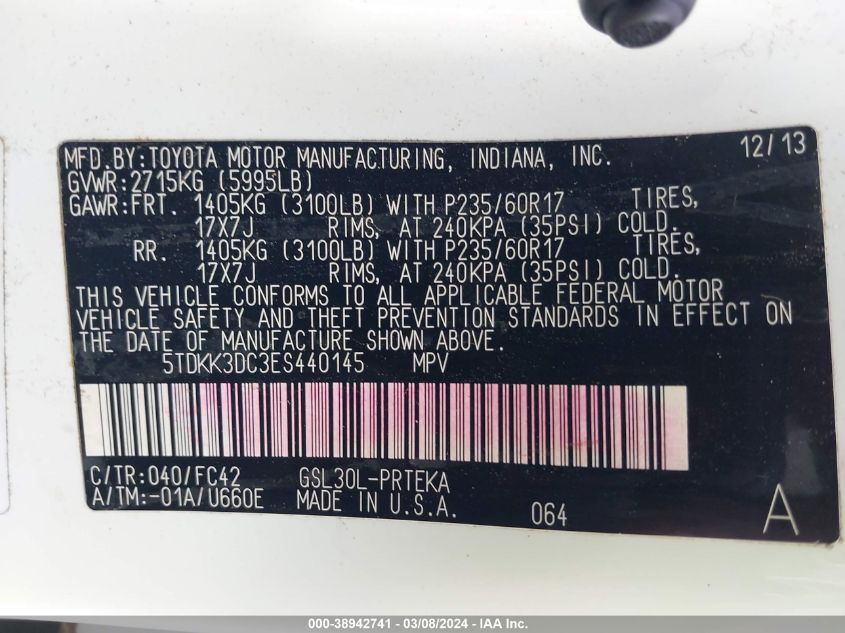 MFD.BY:TOYOTA MOTOR MANUFACTURING, INDIANA, INC. 12/13
GVWR:2715KG (5995LB)
GAWR:FRT. 1405KG (3100LB) WITH P235/60R17 TIRES,
17X7J RIMS, AT 240KPA (35PSI) COLD.
RR. 1405KG (3100LB) WITH P235/60R17 TIRES,
17X7J RIMS, AT 240KPA (35PSI) COLD.
THIS VEHICLE CONFORMS TO ALL APPLICABLE FEDERAL MOTOR
VEHICLE SAFETY AND THEFT PREVENTION STANDARDS IN EFFECT ON
THE DATE OF MANUFACTURE SHOWN ABOVE.
5TDKK3DC3ES440145 MPV
C/TR:040/FC42 GSL30L-PRTEKA
A/TM:-01A/U660E MADE IN U.S.A. 064 A
000-38942741 - 03/08/2024 - IAA Inc.